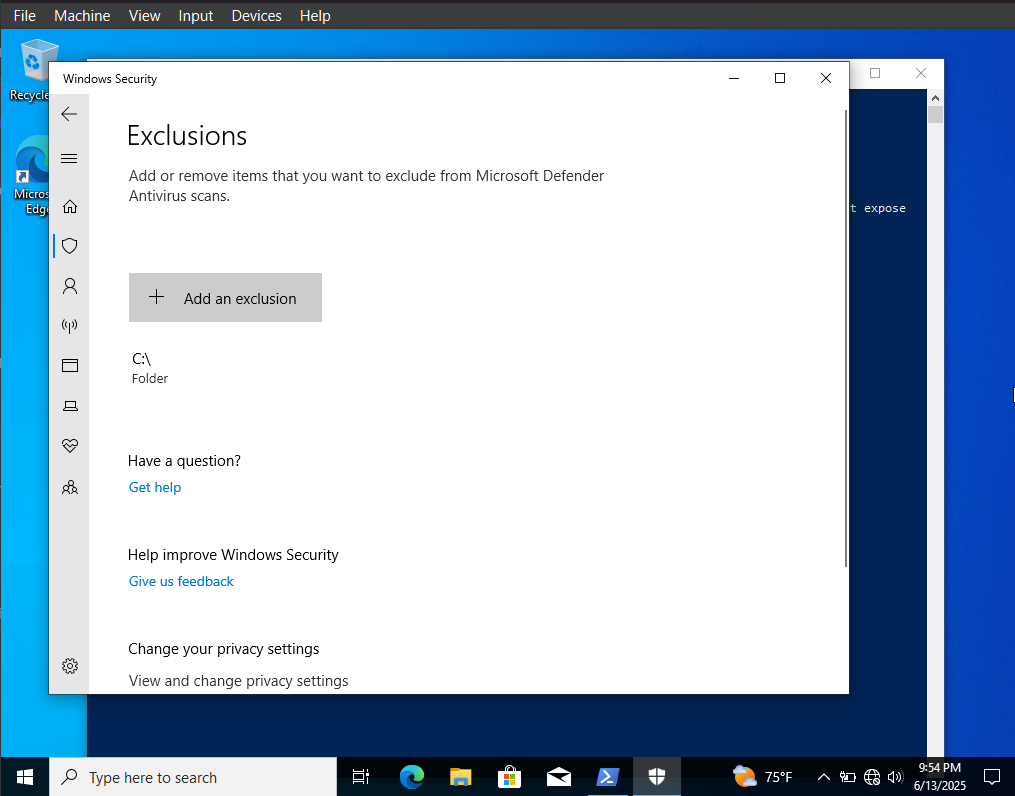 File Machine View Input Devices Help
Recycle
Micros
Edge
Windows Security
Exclusions
Add or remove items that you want to exclude from Microsoft Defender
Antivirus scans.
t expose
Add an exclusion
C:\
Folder
Have a question?
Get help
Help improve Windows Security
Give us feedback
Change your privacy settings
View and change privacy settings
Type here to search
75°F
9:54 PM
6/13/2025